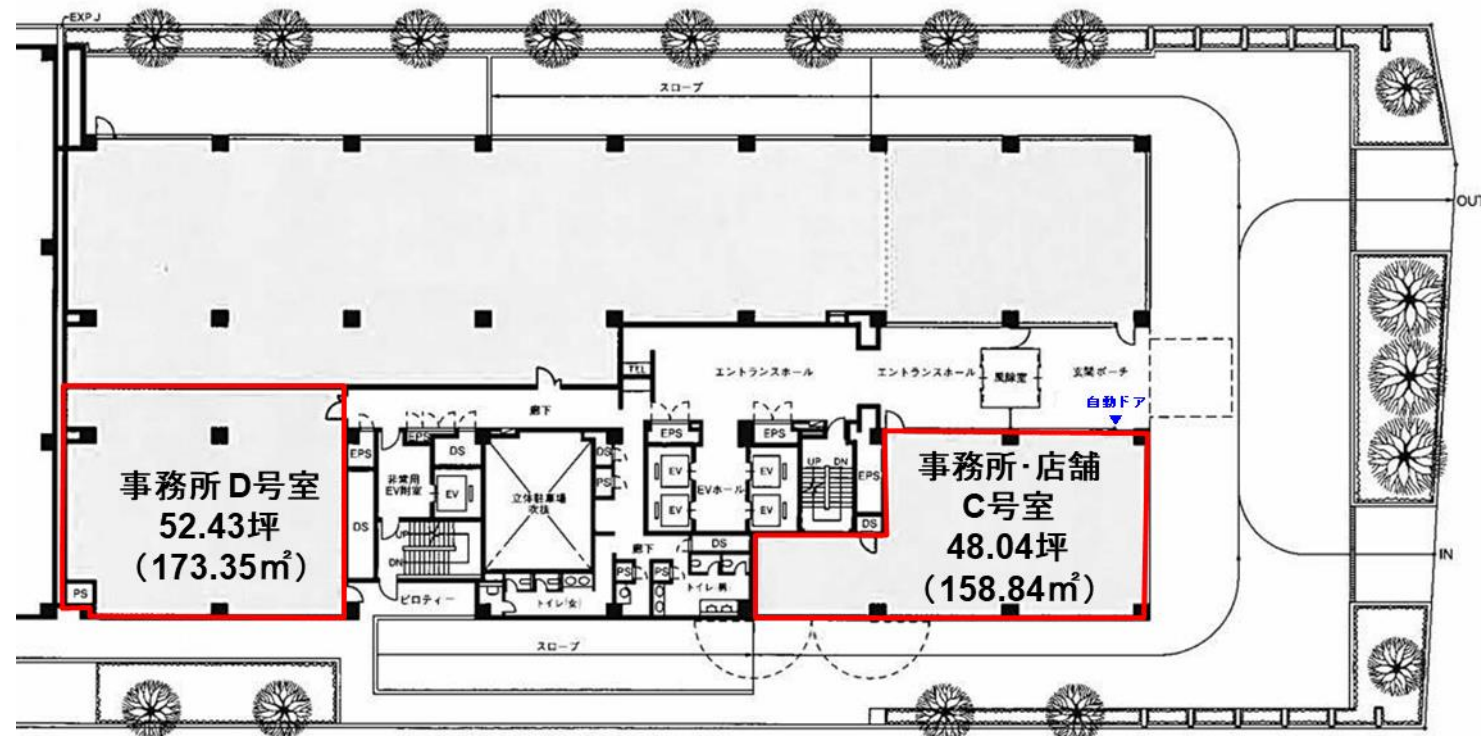 EXP.J
スロープ
OUT
エントランスホール
エントランスホール
風除室
玄関ポーチ
自動ドア
廊下
EPS
EPS
EPS
EPS
DS
DS
PS
DS
非常用
EV附室
EV
立体駐車場
吹抜
EV
EV
EV
EV
EVホール
UP DN
EPS
DS
事務所 D号室
52.43坪
（173.35㎡）
事務所・店舗
C号室
48.04坪
（158.84㎡）
UP
DN
廊下
DS
PS
PS
PS
ピロティー
トイレ(女)
トイレ(男)
IN
スロープ